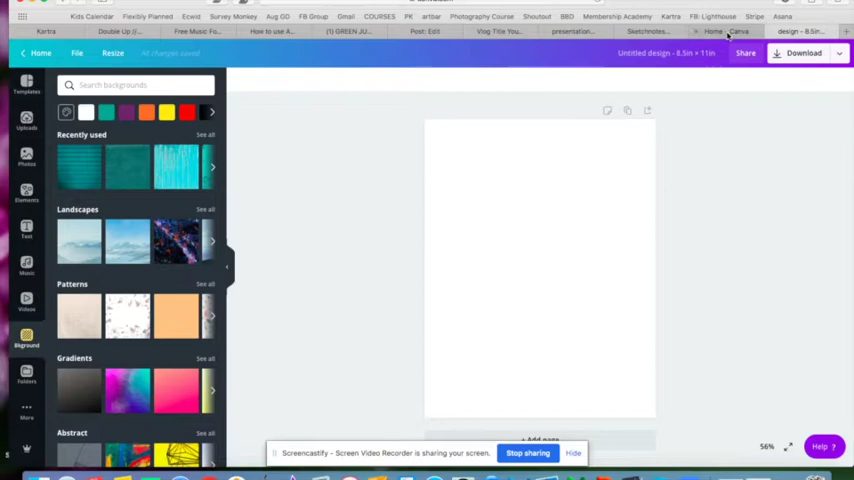 Kids Calendar Flexibly Planned Ecwid Survey Monkey Aug GO FB Group Gmail COURSES PK artbar Photography Course Shoutout BBD Membership Academy Kartra FB: Lighthouse Stripe Asana
Kartra Double Up (... Free Music Fo... How to use A... (1) GREEN JU... Post: Edit Vlog Title You... presentation... Sketchnotes... Home - Canva design - 8.5in...
Home File Resize All changes saved Untitled design - 8.5in × 11in Share Download
Templates
Search backgrounds
Uploads
Recently used See all
Photos
Elements
Landscapes See all
Text
Music
Patterns See all
Videos
Bkground
Gradients See all
Folders
More
Abstract See all
+ Add page
Screencastify - Screen Video Recorder is sharing your screen. Stop sharing Hide
56%
Help ?